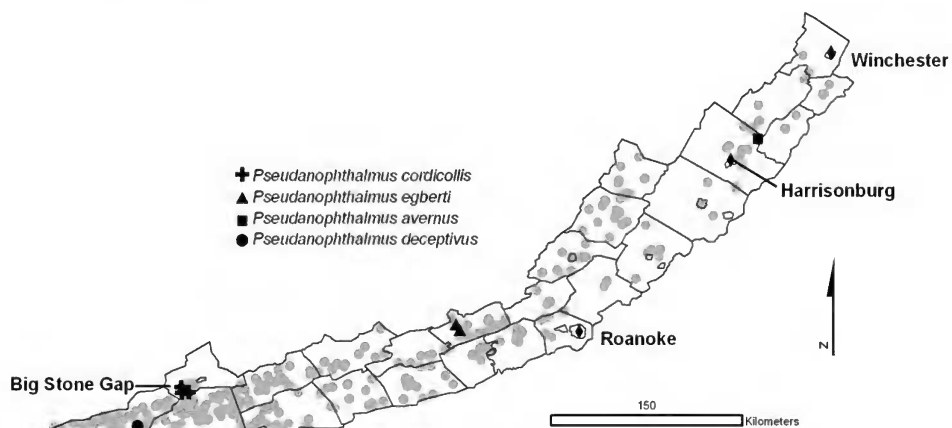 Winchester
Pseudanophthalmus cordicollis
Pseudanophthalmus egberti
Pseudanophthalmus avernus
Pseudanophthalmus deceptivus
Harrisonburg
Roanoke
Big Stone Gap
N
150
Kilometers